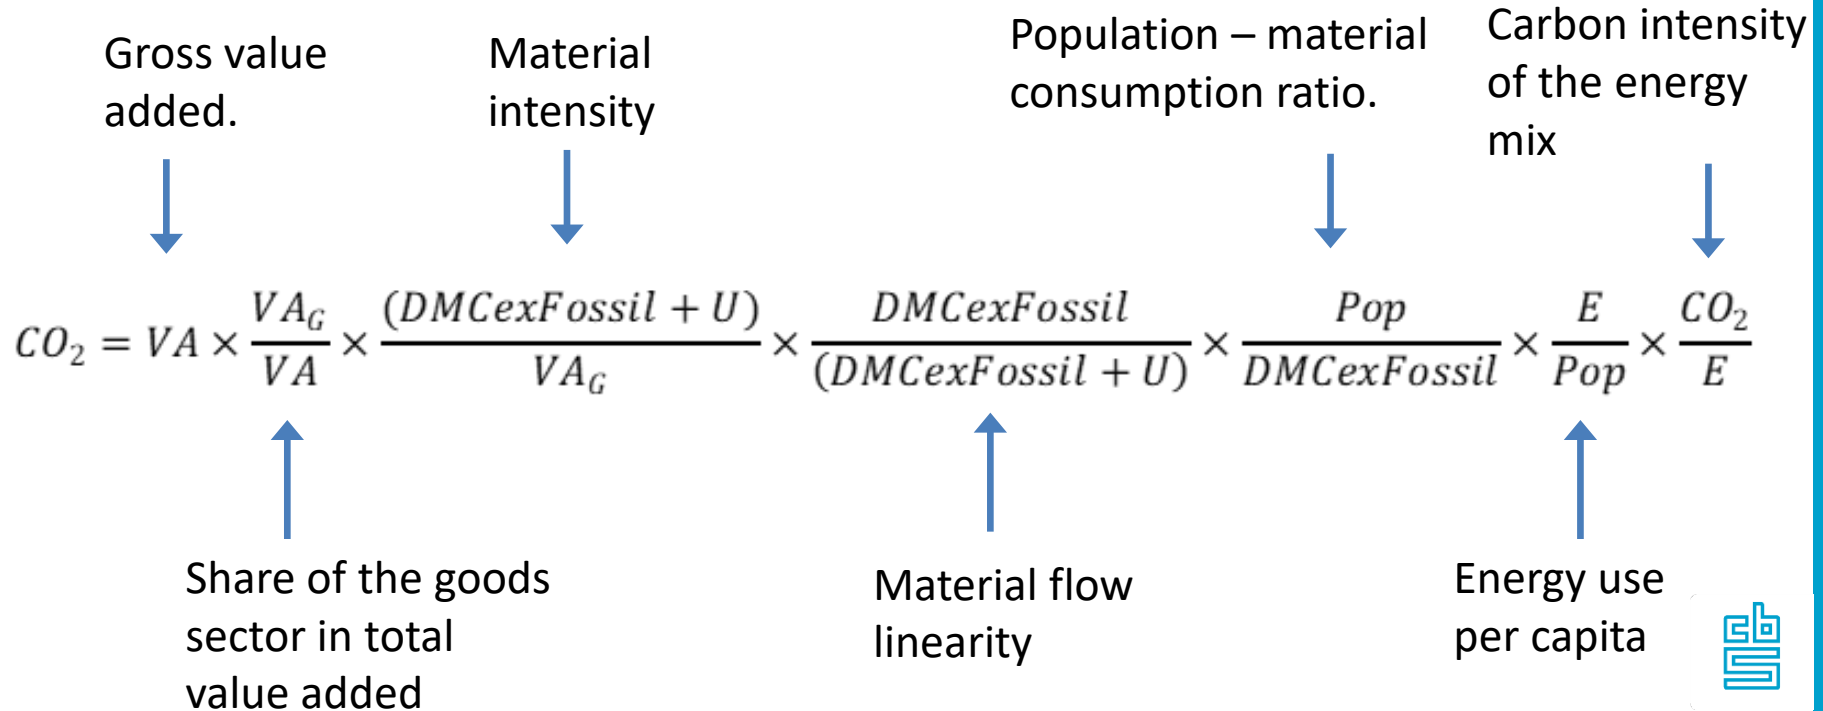 Gross value
added.
Material
intensity
Population – material
consumption ratio.
Carbon intensity
of the energy
mix
CO₂ = VA × VA_G / VA × (DMCexFossil + U) / VA_G × DMCexFossil / (DMCexFossil + U) × Pop / DMCexFossil × E / Pop × CO₂ / E
Share of the goods
sector in total
value added
Material flow
linearity
Energy use
per capita
cbs